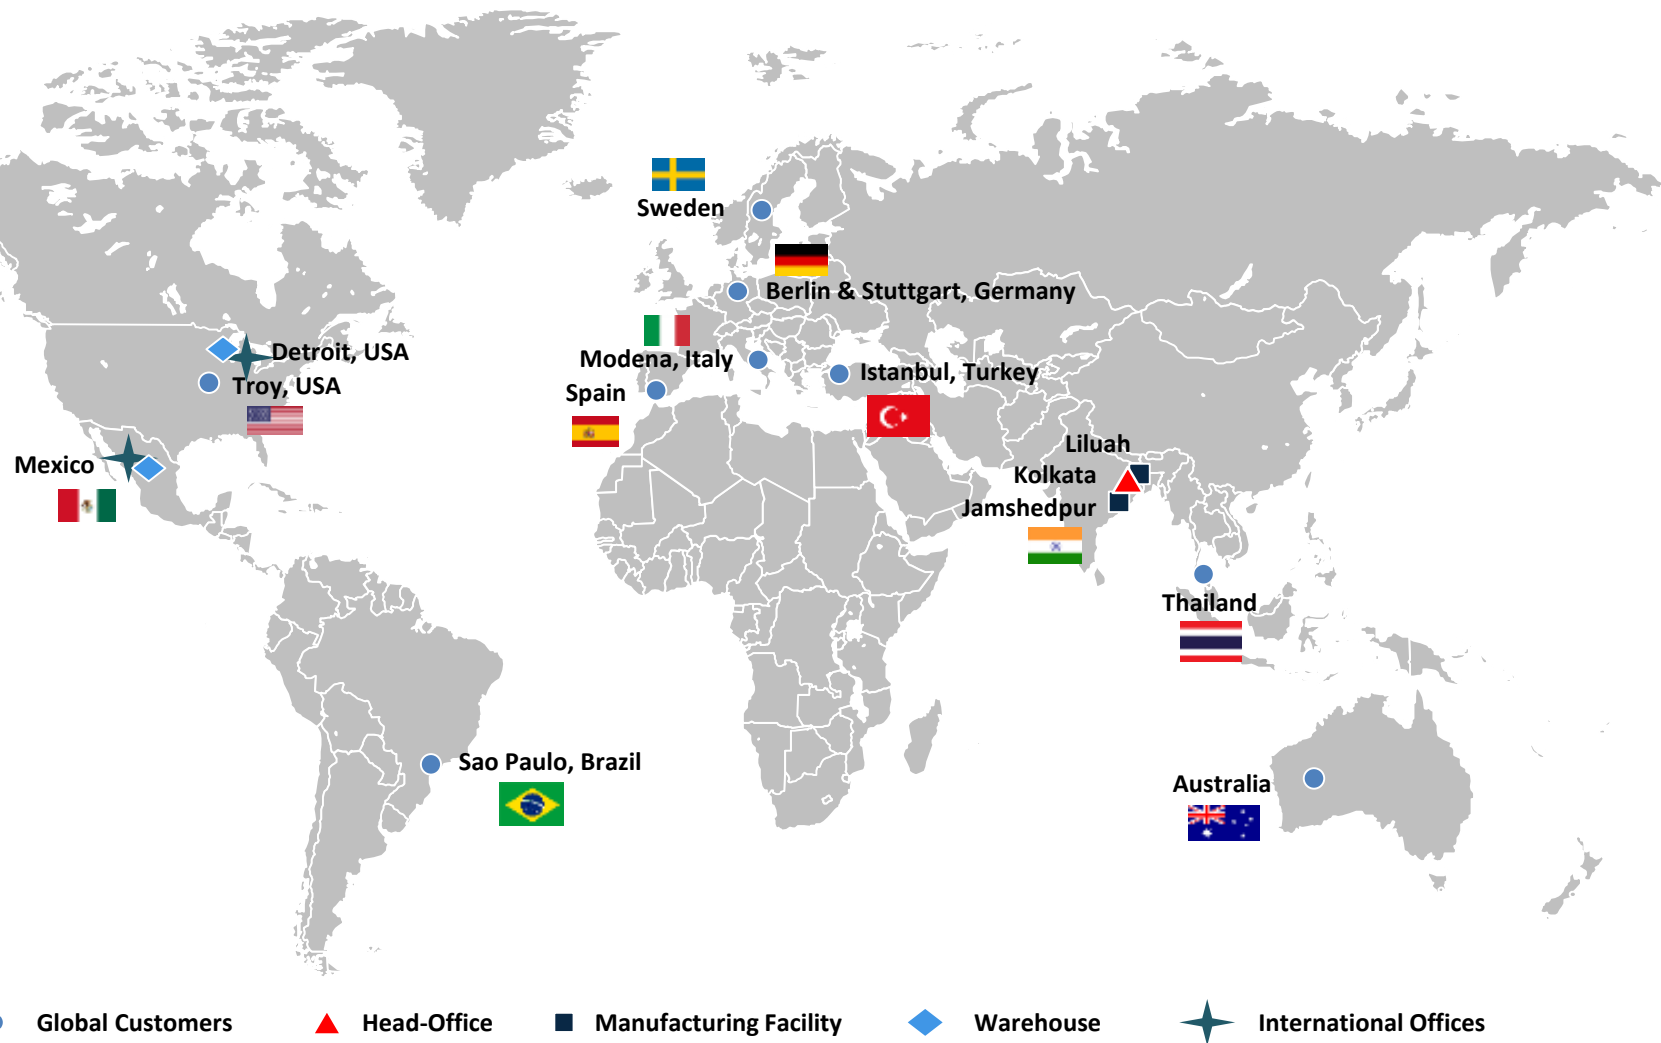 Sweden
Berlin & Stuttgart, Germany
Detroit, USA
Modena, Italy
Istanbul, Turkey
Troy, USA
Spain
Liluah
Mexico
Kolkata
Jamshedpur
Thailand
Sao Paulo, Brazil
Australia
Global Customers
Head-Office
Manufacturing Facility
Warehouse
International Offices